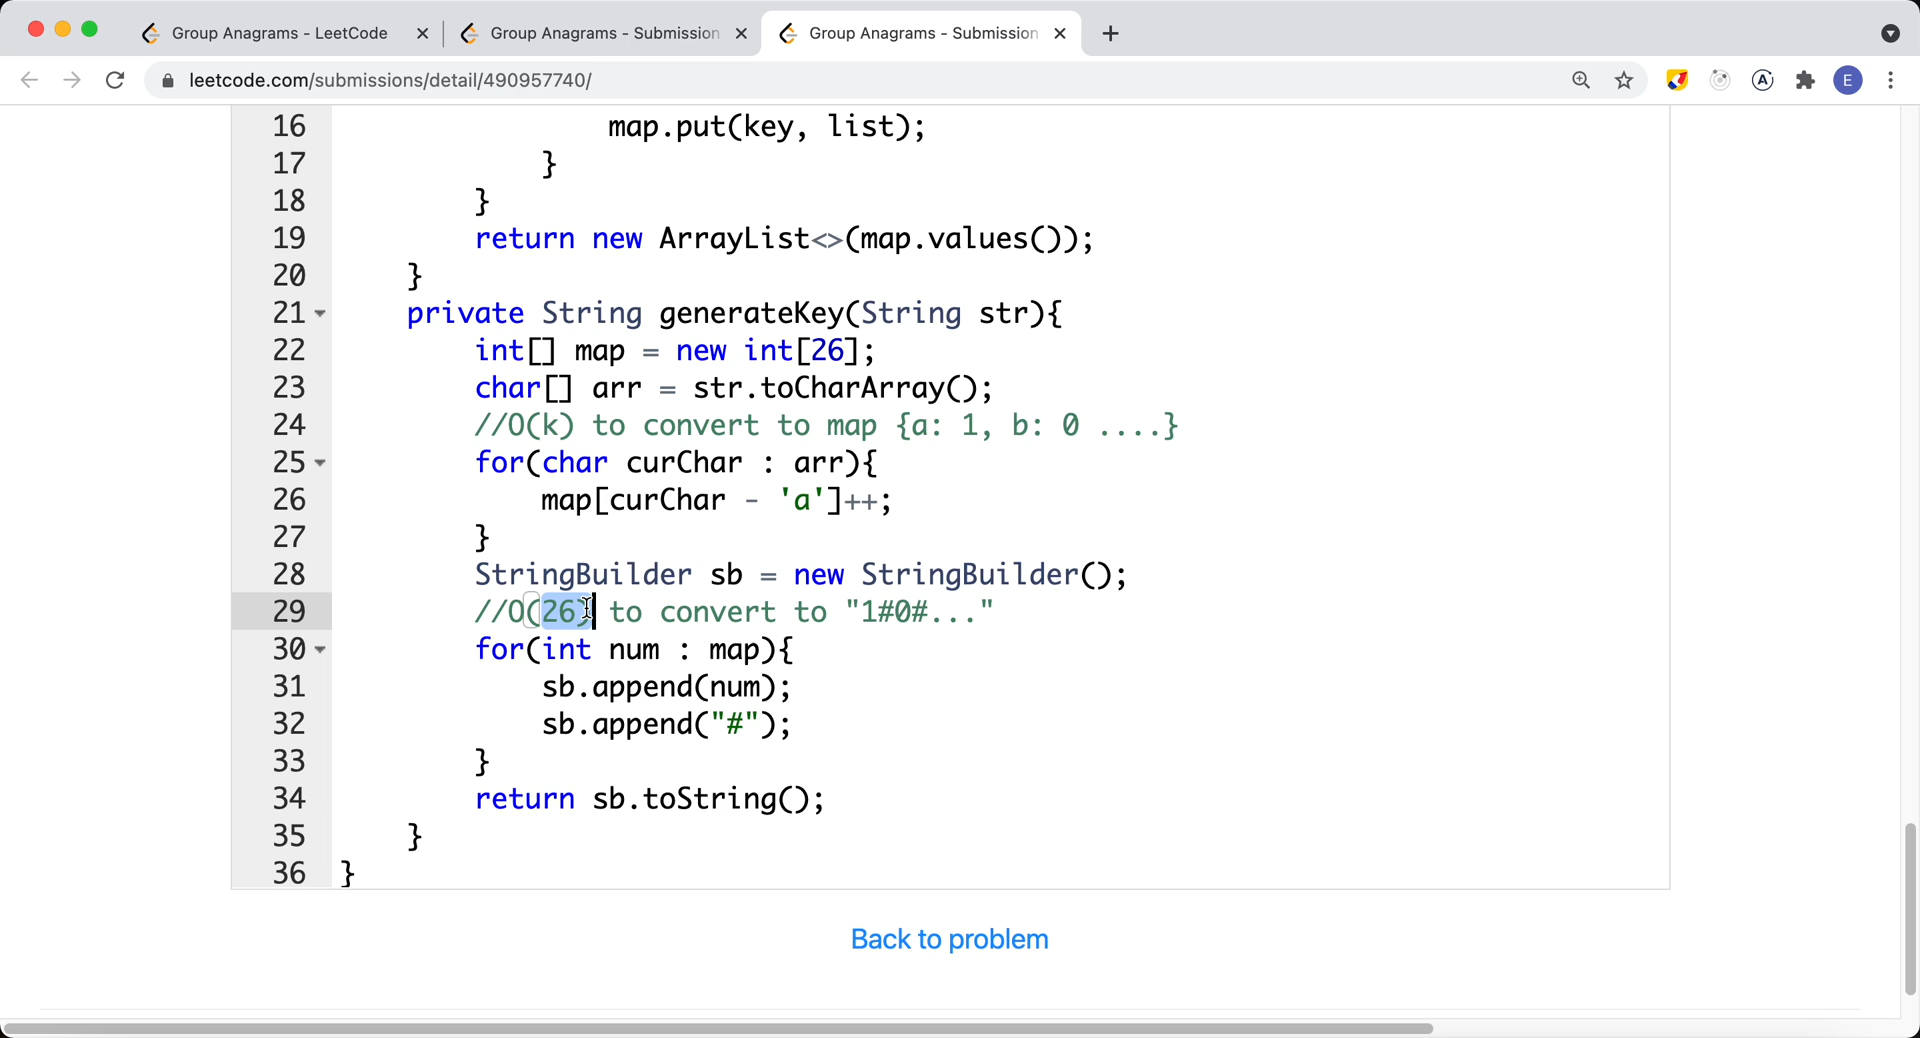 Group Anagrams - LeetCode
Group Anagrams - Submission
Group Anagrams - Submission
leetcode.com/submissions/detail/490957740/
A
E
16 map.put(key, list);
17 }
18 }
19 return new ArrayList<>(map.values());
20 }
21 private String generateKey(String str){
22 int[] map = new int[26];
23 char[] arr = str.toCharArray();
24 //O(k) to convert to map {a: 1, b: 0 ....}
25 for(char curChar : arr){
26 map[curChar - 'a']++;
27 }
28 StringBuilder sb = new StringBuilder();
29 //O(26) to convert to "1#0#..."
30 for(int num : map){
31 sb.append(num);
32 sb.append("#");
33 }
34 return sb.toString();
35 }
36 }
Back to problem